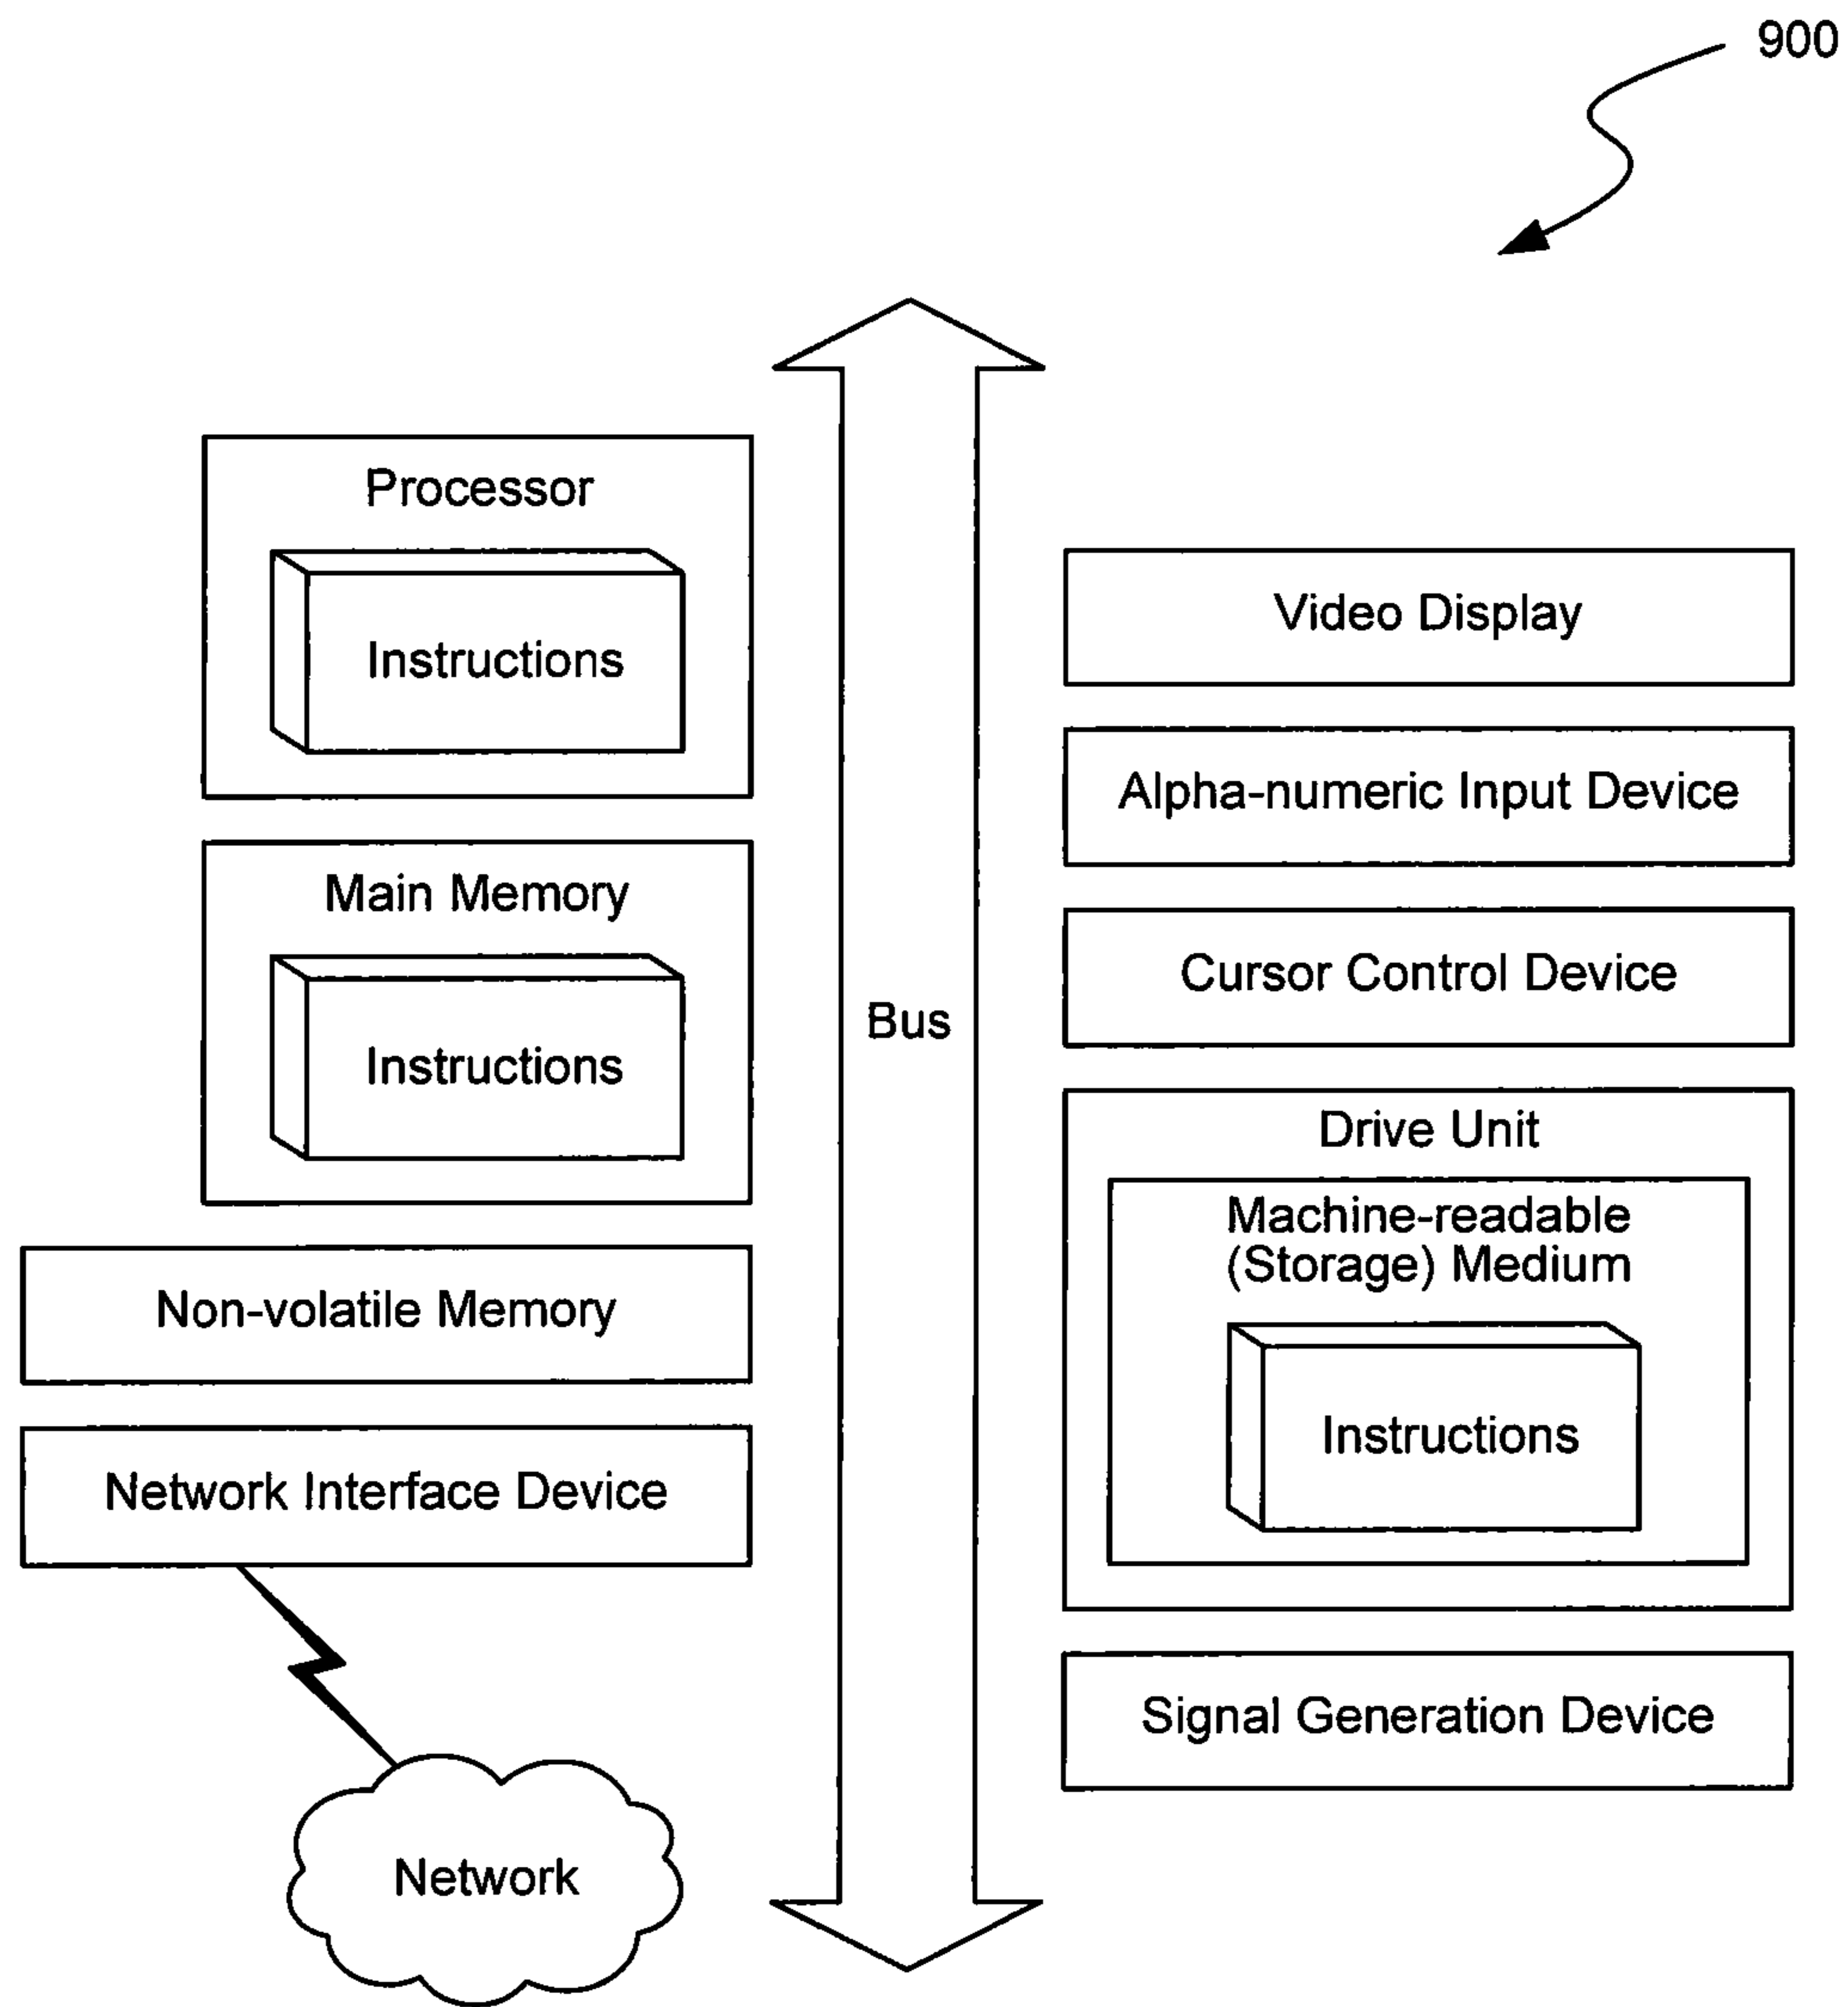 900
Processor
Instructions
Main Memory
Instructions
Non-volatile Memory
Network Interface Device
Network
Bus
Video Display
Alpha-numeric Input Device
Cursor Control Device
Drive Unit
Machine-readable
(Storage) Medium
Instructions
Signal Generation Device